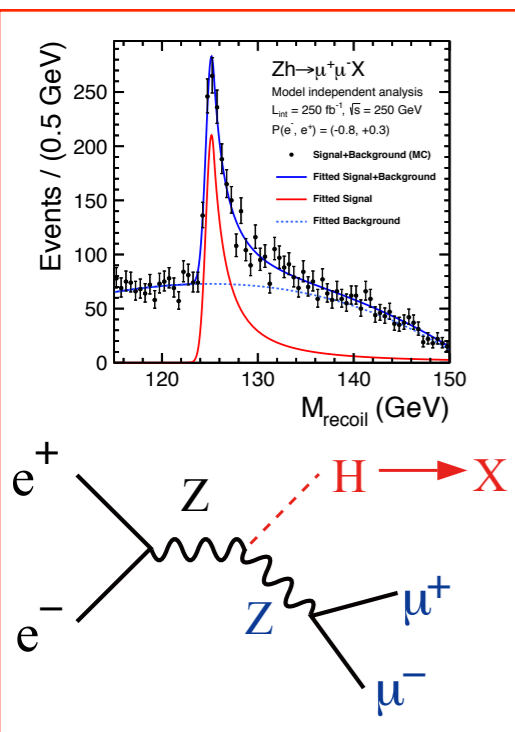 Zh→μ⁺μ⁻X
Model independent analysis
L_int = 250 fb⁻¹, √s = 250 GeV
P(e⁻, e⁺) = (-0.8, +0.3)
Signal+Background (MC)
Fitted Signal+Background
Fitted Signal
Fitted Background
Events / (0.5 GeV)
250
200
150
100
50
0
120 130 140 150
M_recoil (GeV)
e⁺
Z
H
X
e⁻
Z
μ⁺
μ⁻